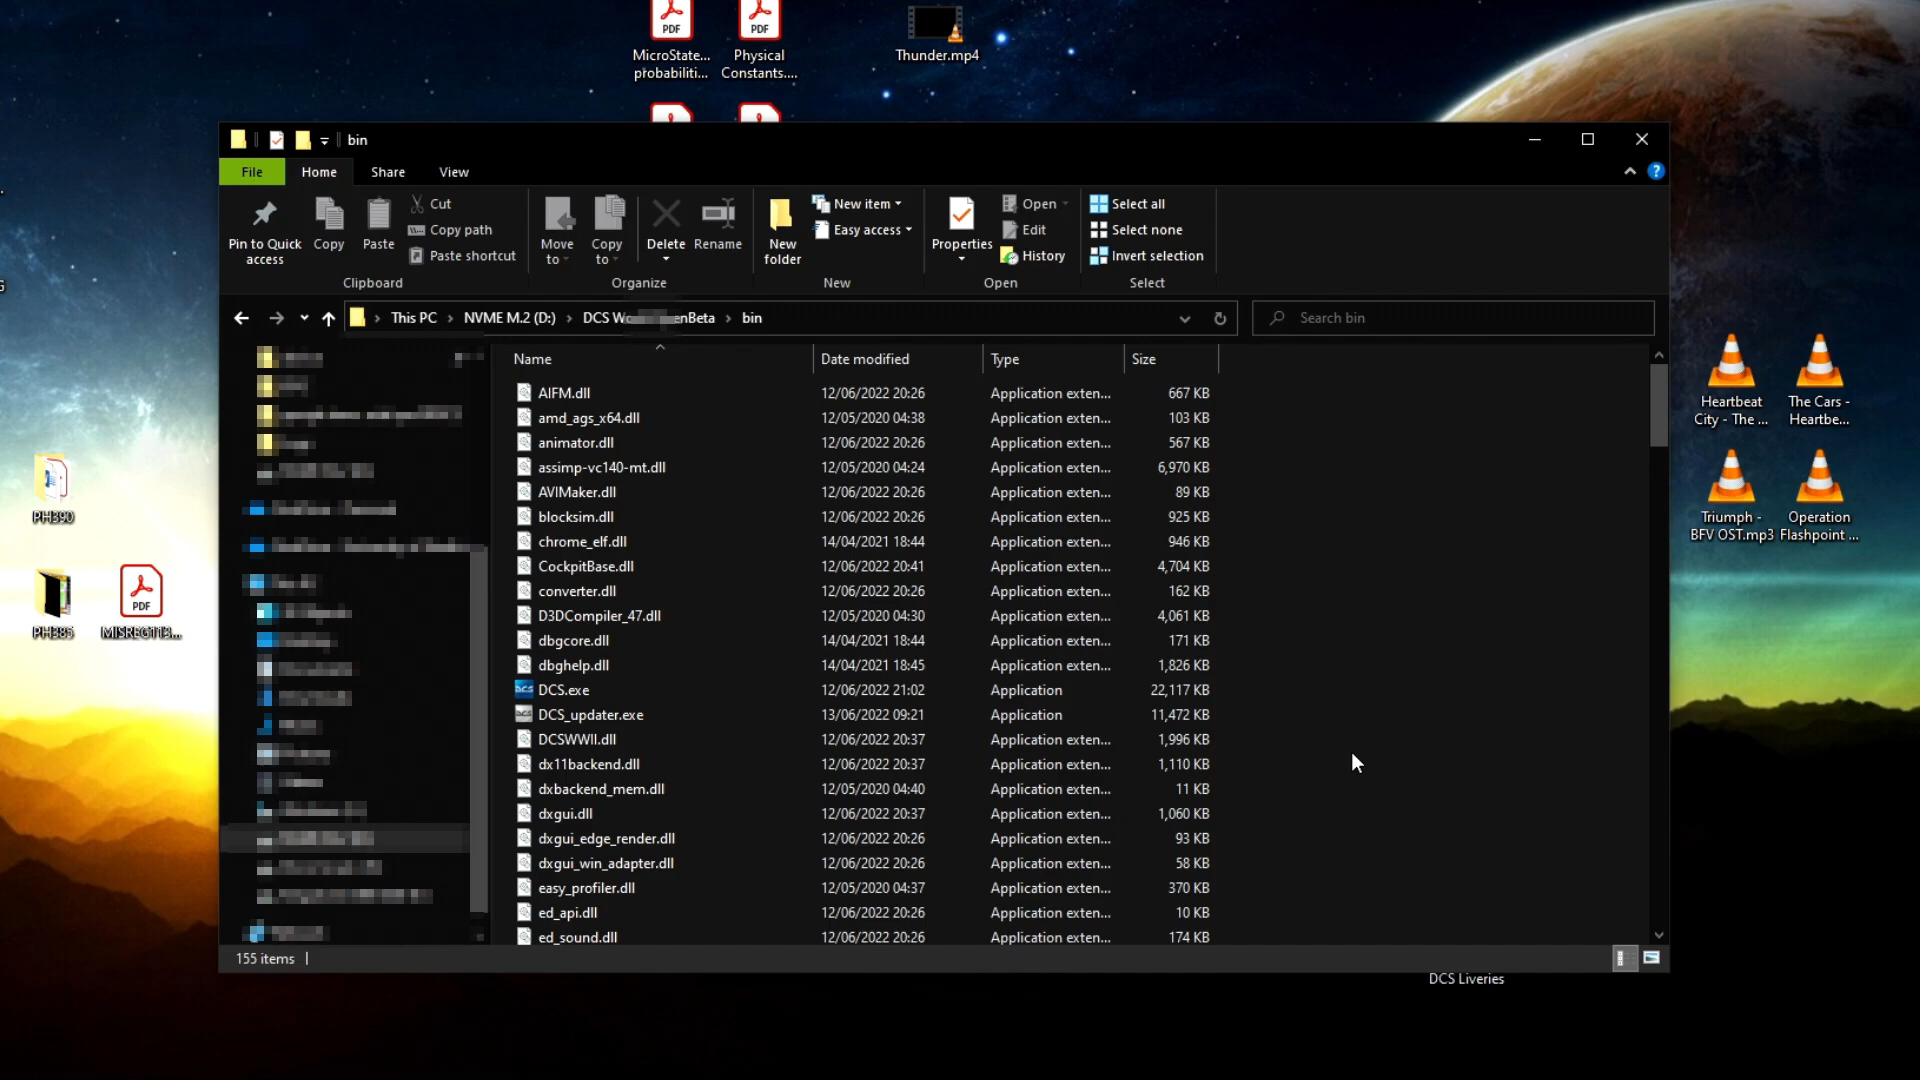 PDF
PDF
MicroState...
probabiliti...
Physical
Constants....
Thunder.mp4
bin
File
Home
Share
View
Pin to Quick
access
Copy
Paste
Cut
Copy path
Paste shortcut
Clipboard
Move
to
Copy
to
Delete
Rename
Organize
New
folder
New item
Easy access
New
Properties
Open
Edit
History
Open
Select all
Select none
Invert selection
Select
This PC > NVME M.2 (D:) > DCS enBeta > bin
Search bin
Name Date modified Type Size
AIFM.dll 12/06/2022 20:26 Application exten... 667 KB
amd_ags_x64.dll 12/05/2020 04:38 Application exten... 103 KB
animator.dll 12/06/2022 20:26 Application exten... 567 KB
assimp-vc140-mt.dll 12/05/2020 04:24 Application exten... 6,970 KB
AVIMaker.dll 12/06/2022 20:26 Application exten... 89 KB
blocksim.dll 12/06/2022 20:26 Application exten... 925 KB
chrome_elf.dll 14/04/2021 18:44 Application exten... 946 KB
CockpitBase.dll 12/06/2022 20:41 Application exten... 4,704 KB
converter.dll 12/06/2022 20:26 Application exten... 162 KB
D3DCompiler_47.dll 12/05/2020 04:30 Application exten... 4,061 KB
dbgcore.dll 14/04/2021 18:44 Application exten... 171 KB
dbghelp.dll 14/04/2021 18:45 Application exten... 1,826 KB
DCS.exe 12/06/2022 21:02 Application 22,117 KB
DCS_updater.exe 13/06/2022 09:21 Application 11,472 KB
DCSWWII.dll 12/06/2022 20:37 Application exten... 1,996 KB
dx11backend.dll 12/06/2022 20:37 Application exten... 1,110 KB
dxbackend_mem.dll 12/05/2020 04:40 Application exten... 11 KB
dxgui.dll 12/06/2022 20:37 Application exten... 1,060 KB
dxgui_edge_render.dll 12/06/2022 20:26 Application exten... 93 KB
dxgui_win_adapter.dll 12/06/2022 20:26 Application exten... 58 KB
easy_profiler.dll 12/05/2020 04:37 Application exten... 370 KB
ed_api.dll 12/06/2022 20:26 Application exten... 10 KB
ed_sound.dll 12/06/2022 20:26 Application exten... 174 KB
155 items
PH390
PH385
PDF
MISREG113...
Heartbeat
City - The ...
The Cars -
Heartbe...
Triumph -
BFV OST.mp3
Operation
Flashpoint ...
DCS Liveries